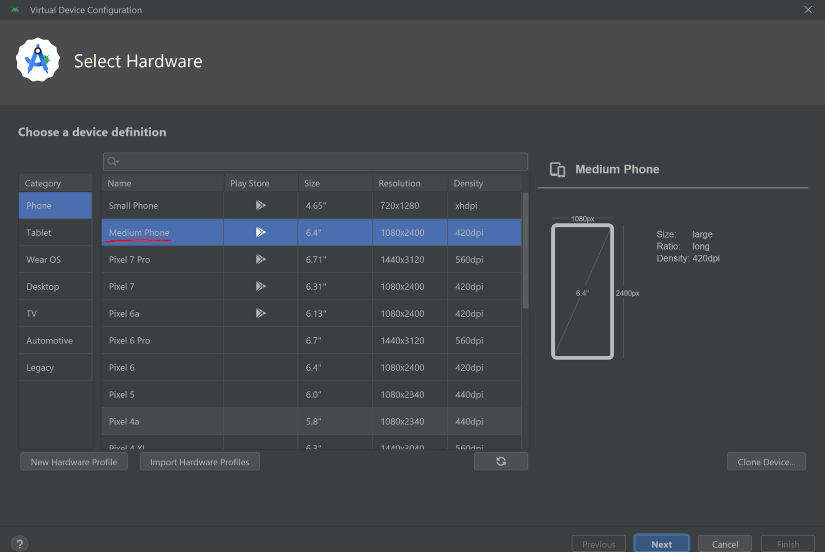 Virtual Device Configuration
Select Hardware
Choose a device definition
Category
Phone
Tablet
Wear OS
Desktop
TV
Automotive
Legacy
Name Play Store Size Resolution Density
Small Phone 4.65" 720x1280 xhdpi
Medium Phone 6.4" 1080x2400 420dpi
Pixel 7 Pro 6.71" 1440x3120 560dpi
Pixel 7 6.31" 1080x2400 420dpi
Pixel 6a 6.13" 1080x2400 420dpi
Pixel 6 Pro 6.7" 1440x3120 560dpi
Pixel 6 6.4" 1080x2400 420dpi
Pixel 5 6.0" 1080x2340 440dpi
Pixel 4a 5.8" 1080x2340 440dpi
Pixel 4 XL 6.3" 1440x3040 560dpi
Medium Phone
1080px
6.4"
2400px
Size: large
Ratio: long
Density: 420dpi
New Hardware Profile
Import Hardware Profiles
Clone Device...
?
Previous
Next
Cancel
Finish